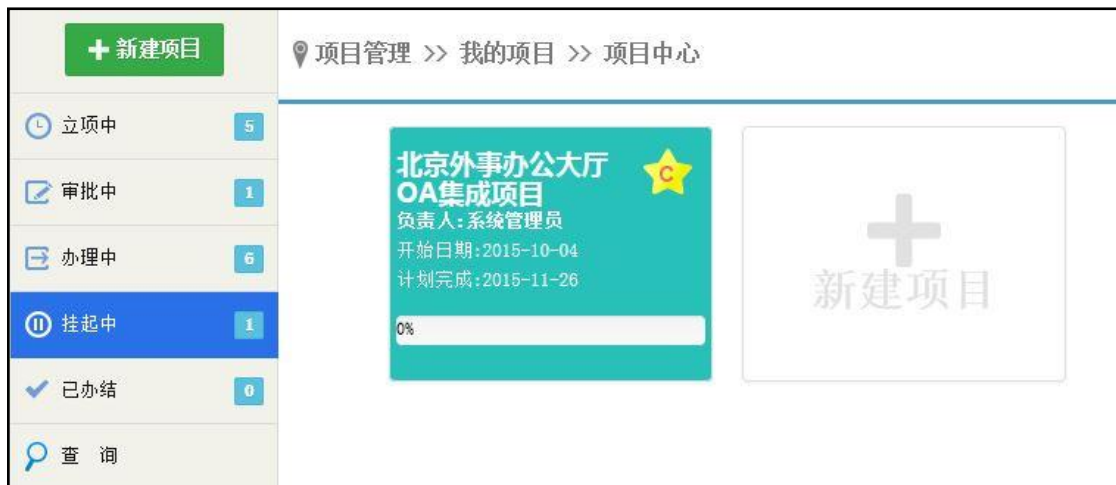 新建项目
项目管理 >> 我的项目 >> 项目中心
立项中 5
审批中 1
办理中 6
挂起中 1
已办结 0
查 询
北京外事办公大厅
OA集成项目
C
负责人:系统管理员
开始日期:2015-10-04
计划完成:2015-11-26
0%
新建项目